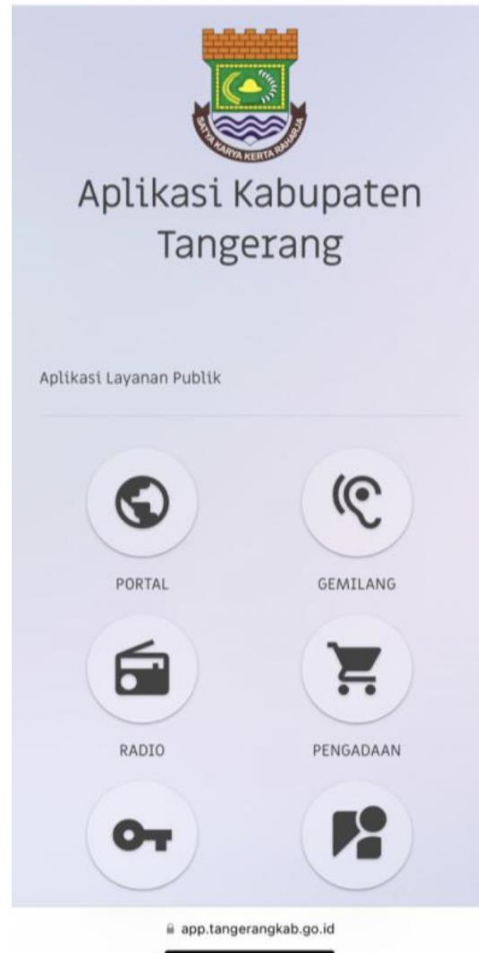 SATYA KARYA KERTA RAHARJA
Aplikasi Kabupaten
Tangerang
Aplikasi Layanan Publik
PORTAL
GEMILANG
RADIO
PENGADAAN
app.tangerangkab.go.id